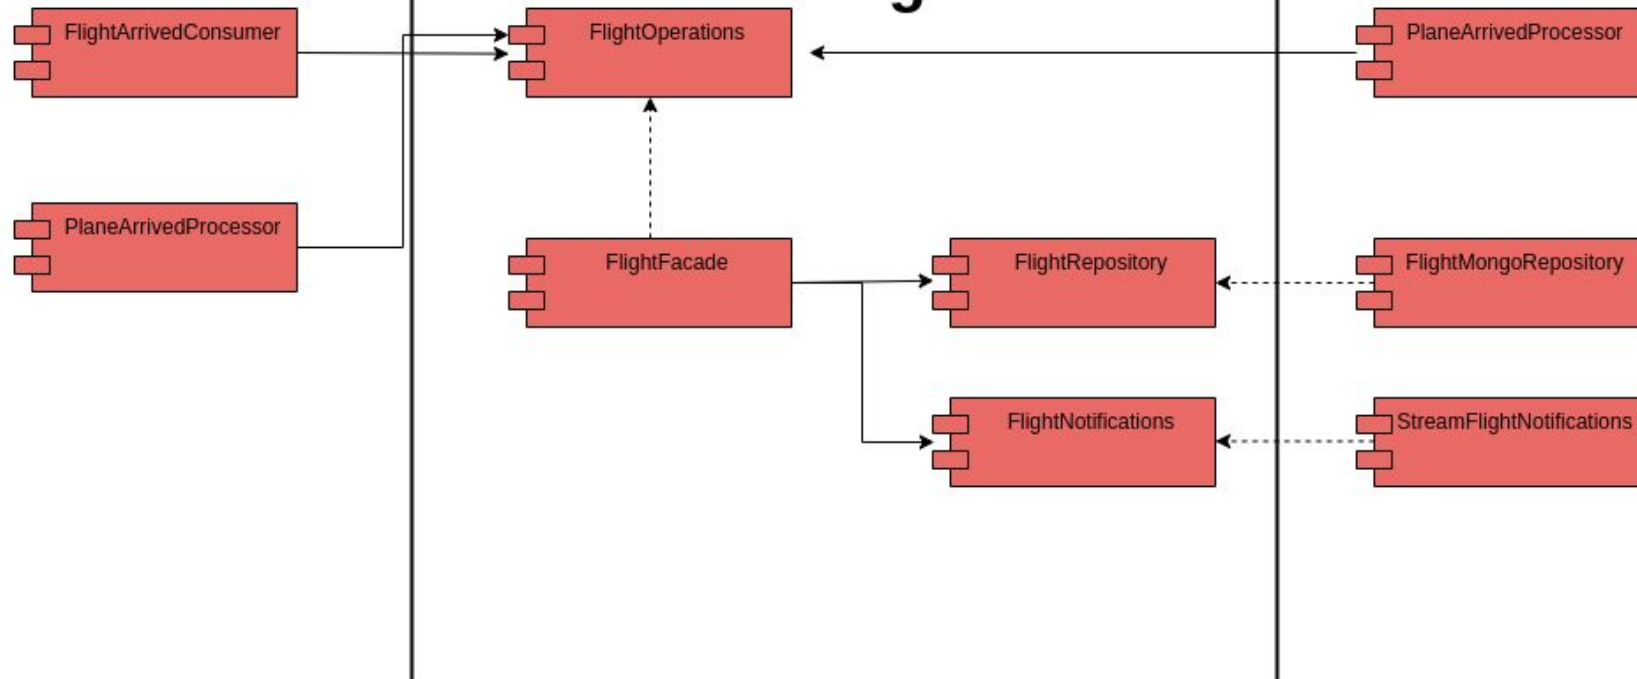 FlightArrivedConsumer
FlightOperations
PlaneArrivedProcessor
PlaneArrivedProcessor
FlightFacade
FlightRepository
FlightMongoRepository
FlightNotifications
StreamFlightNotifications